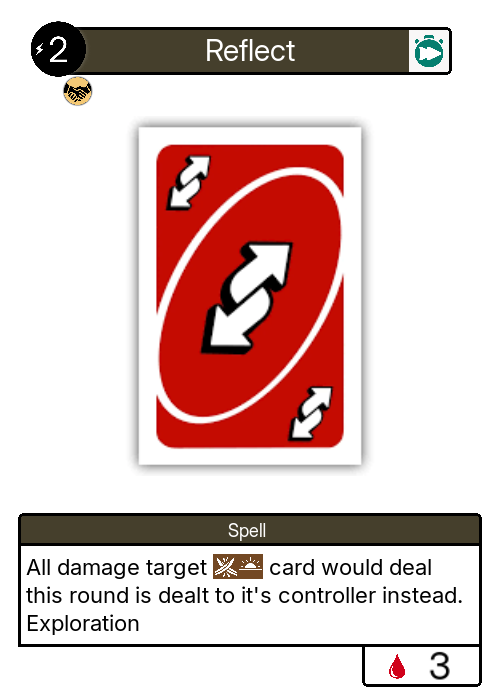 2
Reflect
Spell
All damage target card would deal
this round is dealt to it's controller instead.
Exploration
3